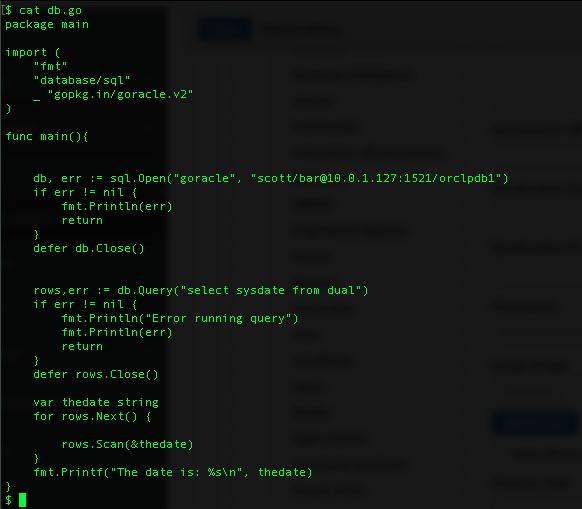 [$ cat db.go
package main

import (
    "fmt"
    "database/sql"
    _ "gopkg.in/goracle.v2"
)

func main(){


    db, err := sql.Open("goracle", "scott/bar@10.0.1.127:1521/orclpdb1")
    if err != nil {
        fmt.Println(err)
        return
    }
    defer db.Close()


    rows,err := db.Query("select sysdate from dual")
    if err != nil {
        fmt.Println("Error running query")
        fmt.Println(err)
        return
    }
    defer rows.Close()

    var thedate string
    for rows.Next() {

        rows.Scan(&thedate)
    }
    fmt.Printf("The date is: %s\n", thedate)
}
$